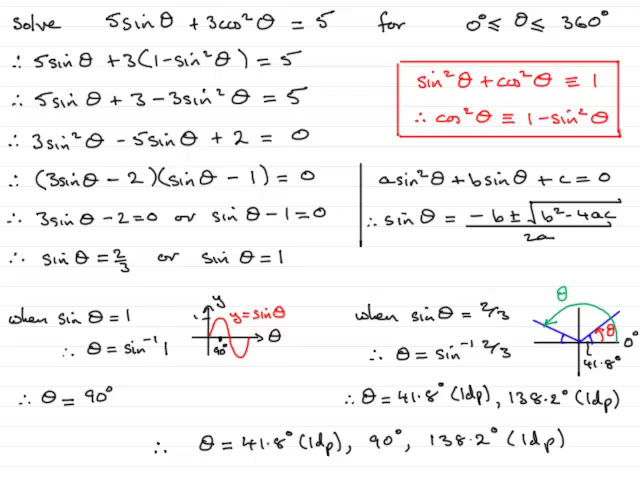 Solve 5sinθ + 3cos²θ = 5 for 0° ≤ θ ≤ 360°
∴ 5sinθ + 3(1 - sin²θ) = 5
∴ 5sinθ + 3 - 3sin²θ = 5
∴ 3sin²θ - 5sinθ + 2 = 0
∴ (3sinθ - 2)(sinθ - 1) = 0
∴ 3sinθ - 2 = 0 or sinθ - 1 = 0
∴ sinθ = 2/3 or sinθ = 1
sin²θ + cos²θ ≡ 1
∴ cos²θ ≡ 1 - sin²θ
asin²θ + bsinθ + c = 0
∴ sinθ = (-b ± √(b² - 4ac))/2a
when sinθ = 1
∴ θ = sin⁻¹ 1
∴ θ = 90°
y
y = sinθ
1
θ
90°
when sinθ = 2/3
∴ θ = sin⁻¹ 2/3
θ
θ
0°
41.8°
∴ θ = 41.8° (1dp), 138.2° (1dp)
∴ θ = 41.8° (1dp), 90°, 138.2° (1dp)